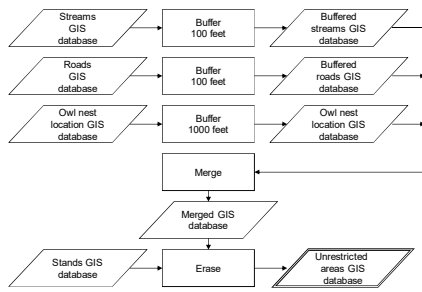 Streams
GIS
database
Buffer
100 feet
Buffered
streams GIS
database
Roads
GIS
database
Buffer
100 feet
Buffered
roads GIS
database
Owl nest
location GIS
database
Buffer
1000 feet
Owl nest
location GIS
database
Merge
Merged GIS
database
Stands GIS
database
Erase
Unrestricted
areas GIS
database